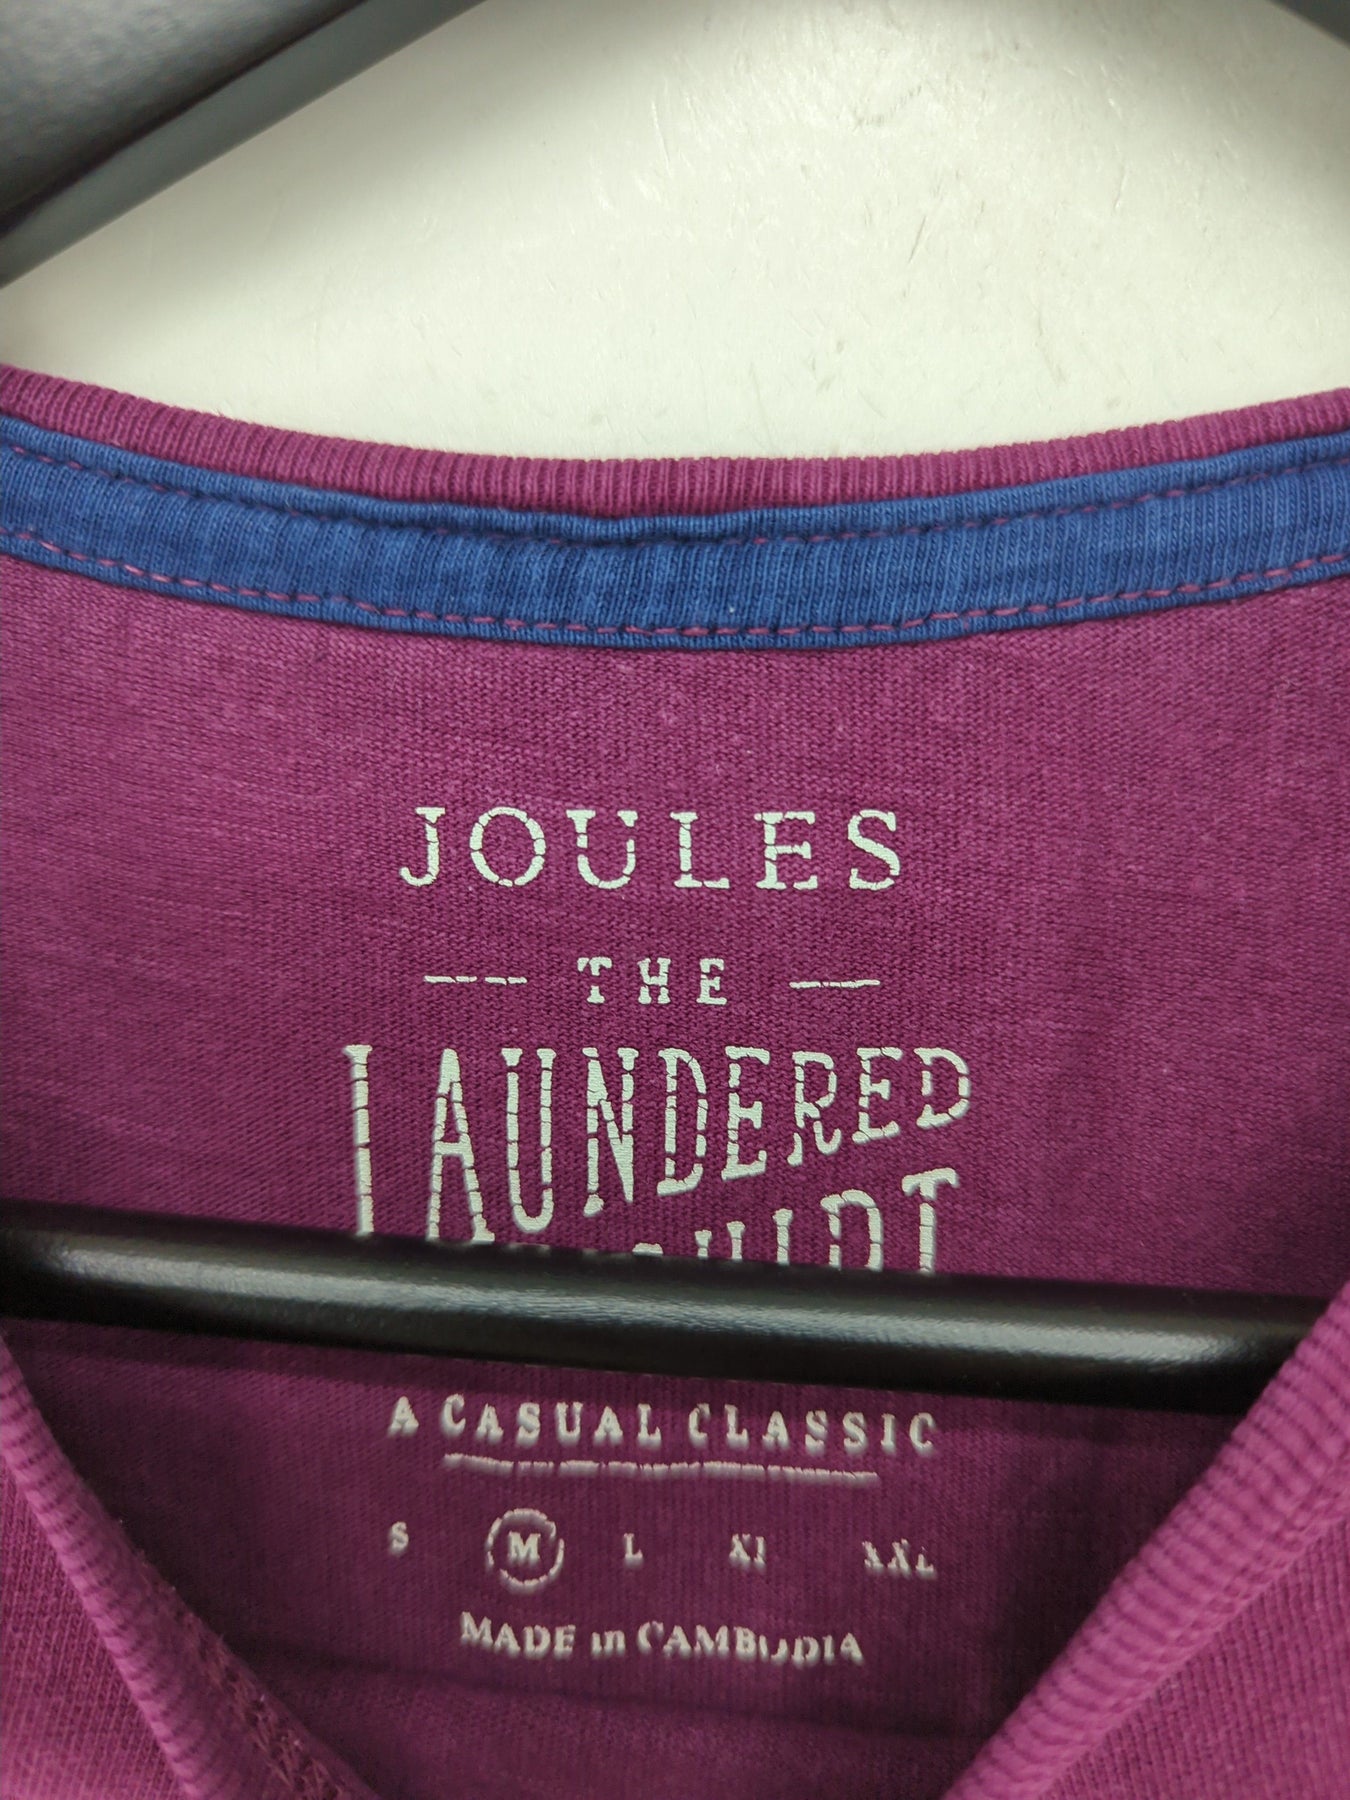 JOULES
THE
LAUNDERED
A CASUAL CLASSIC
S M L XL XXL
MADE in CAMBODIA